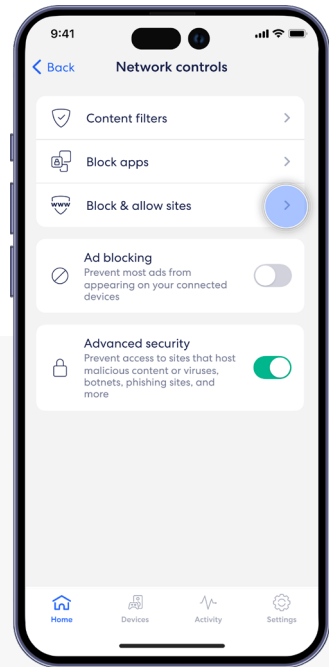 9:41
Back
Network controls
Content filters
Block apps
www
Block & allow sites
Ad blocking
Prevent most ads from
appearing on your connected
devices
Advanced security
Prevent access to sites that host
malicious content or viruses,
botnets, phishing sites, and
more
Home
Devices
Activity
Settings